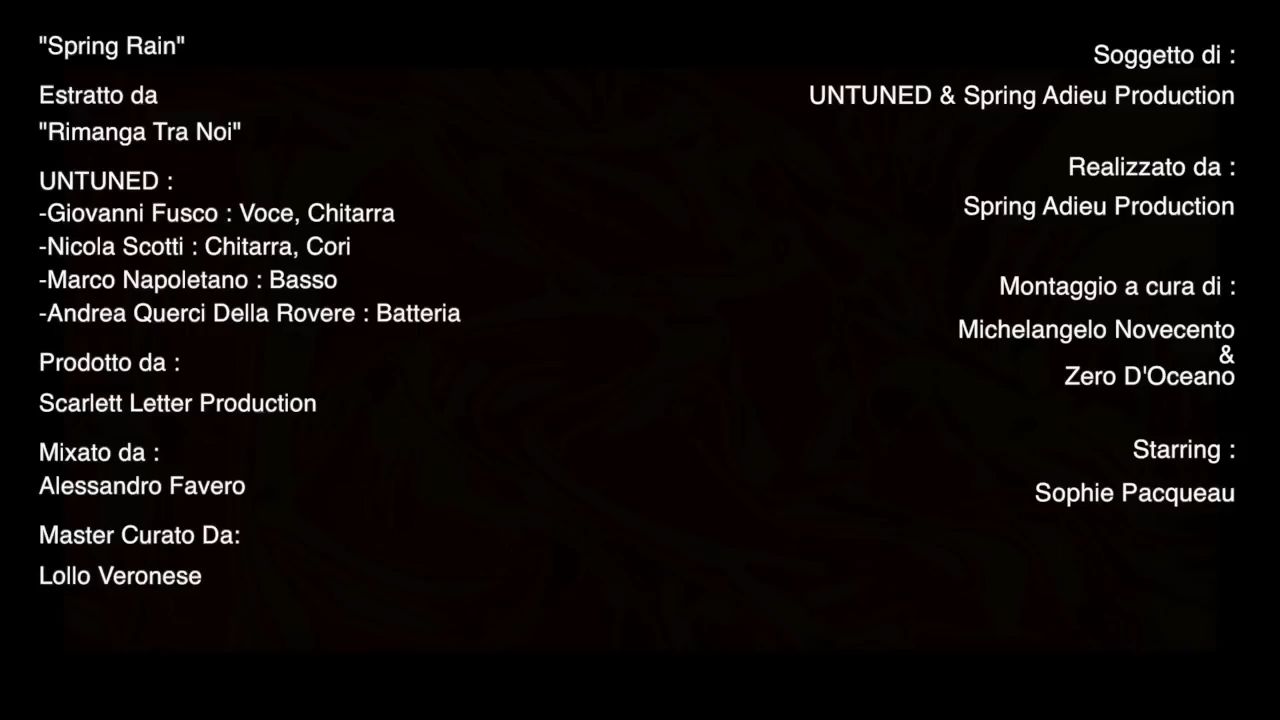 "Spring Rain"
Estratto da
"Rimanga Tra Noi"
UNTUNED :
-Giovanni Fusco : Voce, Chitarra
-Nicola Scotti : Chitarra, Cori
-Marco Napoletano : Basso
-Andrea Querci Della Rovere : Batteria
Prodotto da :
Scarlett Letter Production
Mixato da :
Alessandro Favero
Master Curato Da:
Lollo Veronese
Soggetto di :
UNTUNED & Spring Adieu Production
Realizzato da :
Spring Adieu Production
Montaggio a cura di :
Michelangelo Novecento
&
Zero D'Oceano
Starring :
Sophie Pacqueau